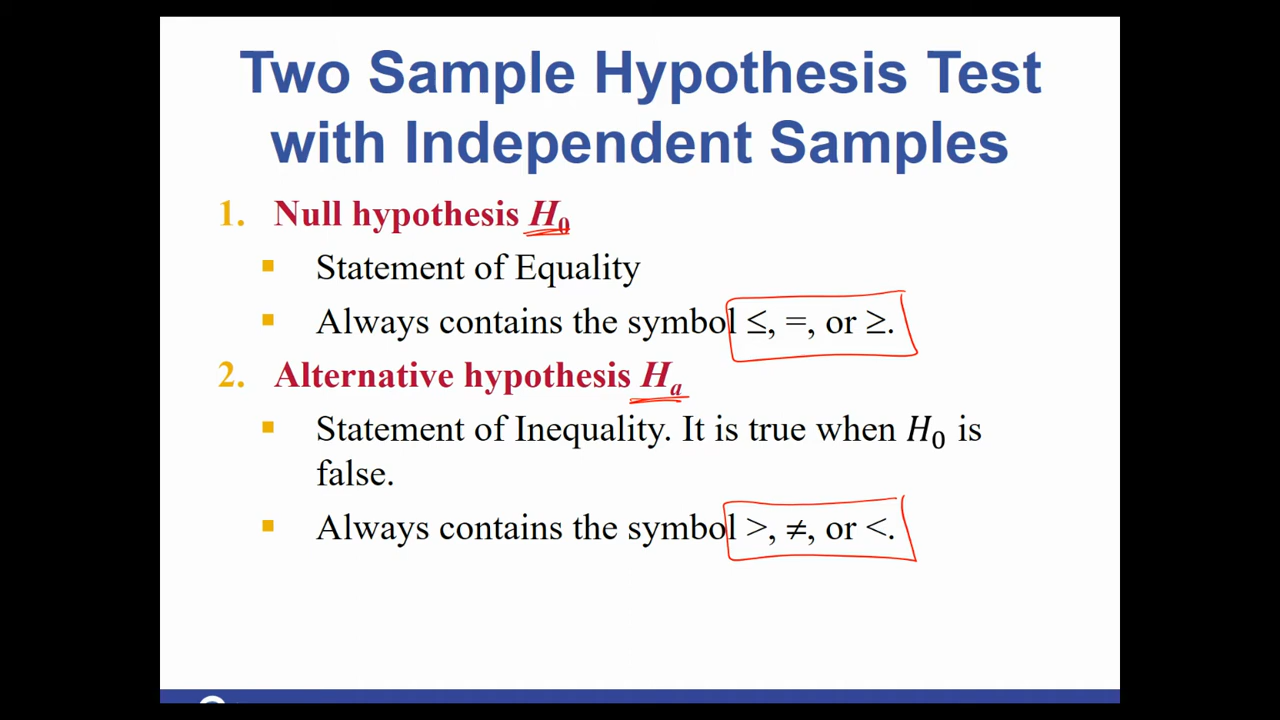 Two Sample Hypothesis Test
with Independent Samples
1. Null hypothesis H₀
▪ Statement of Equality
▪ Always contains the symbol ≤, =, or ≥.
2. Alternative hypothesis Hₐ
▪ Statement of Inequality. It is true when H₀ is
false.
▪ Always contains the symbol >, ≠, or <.